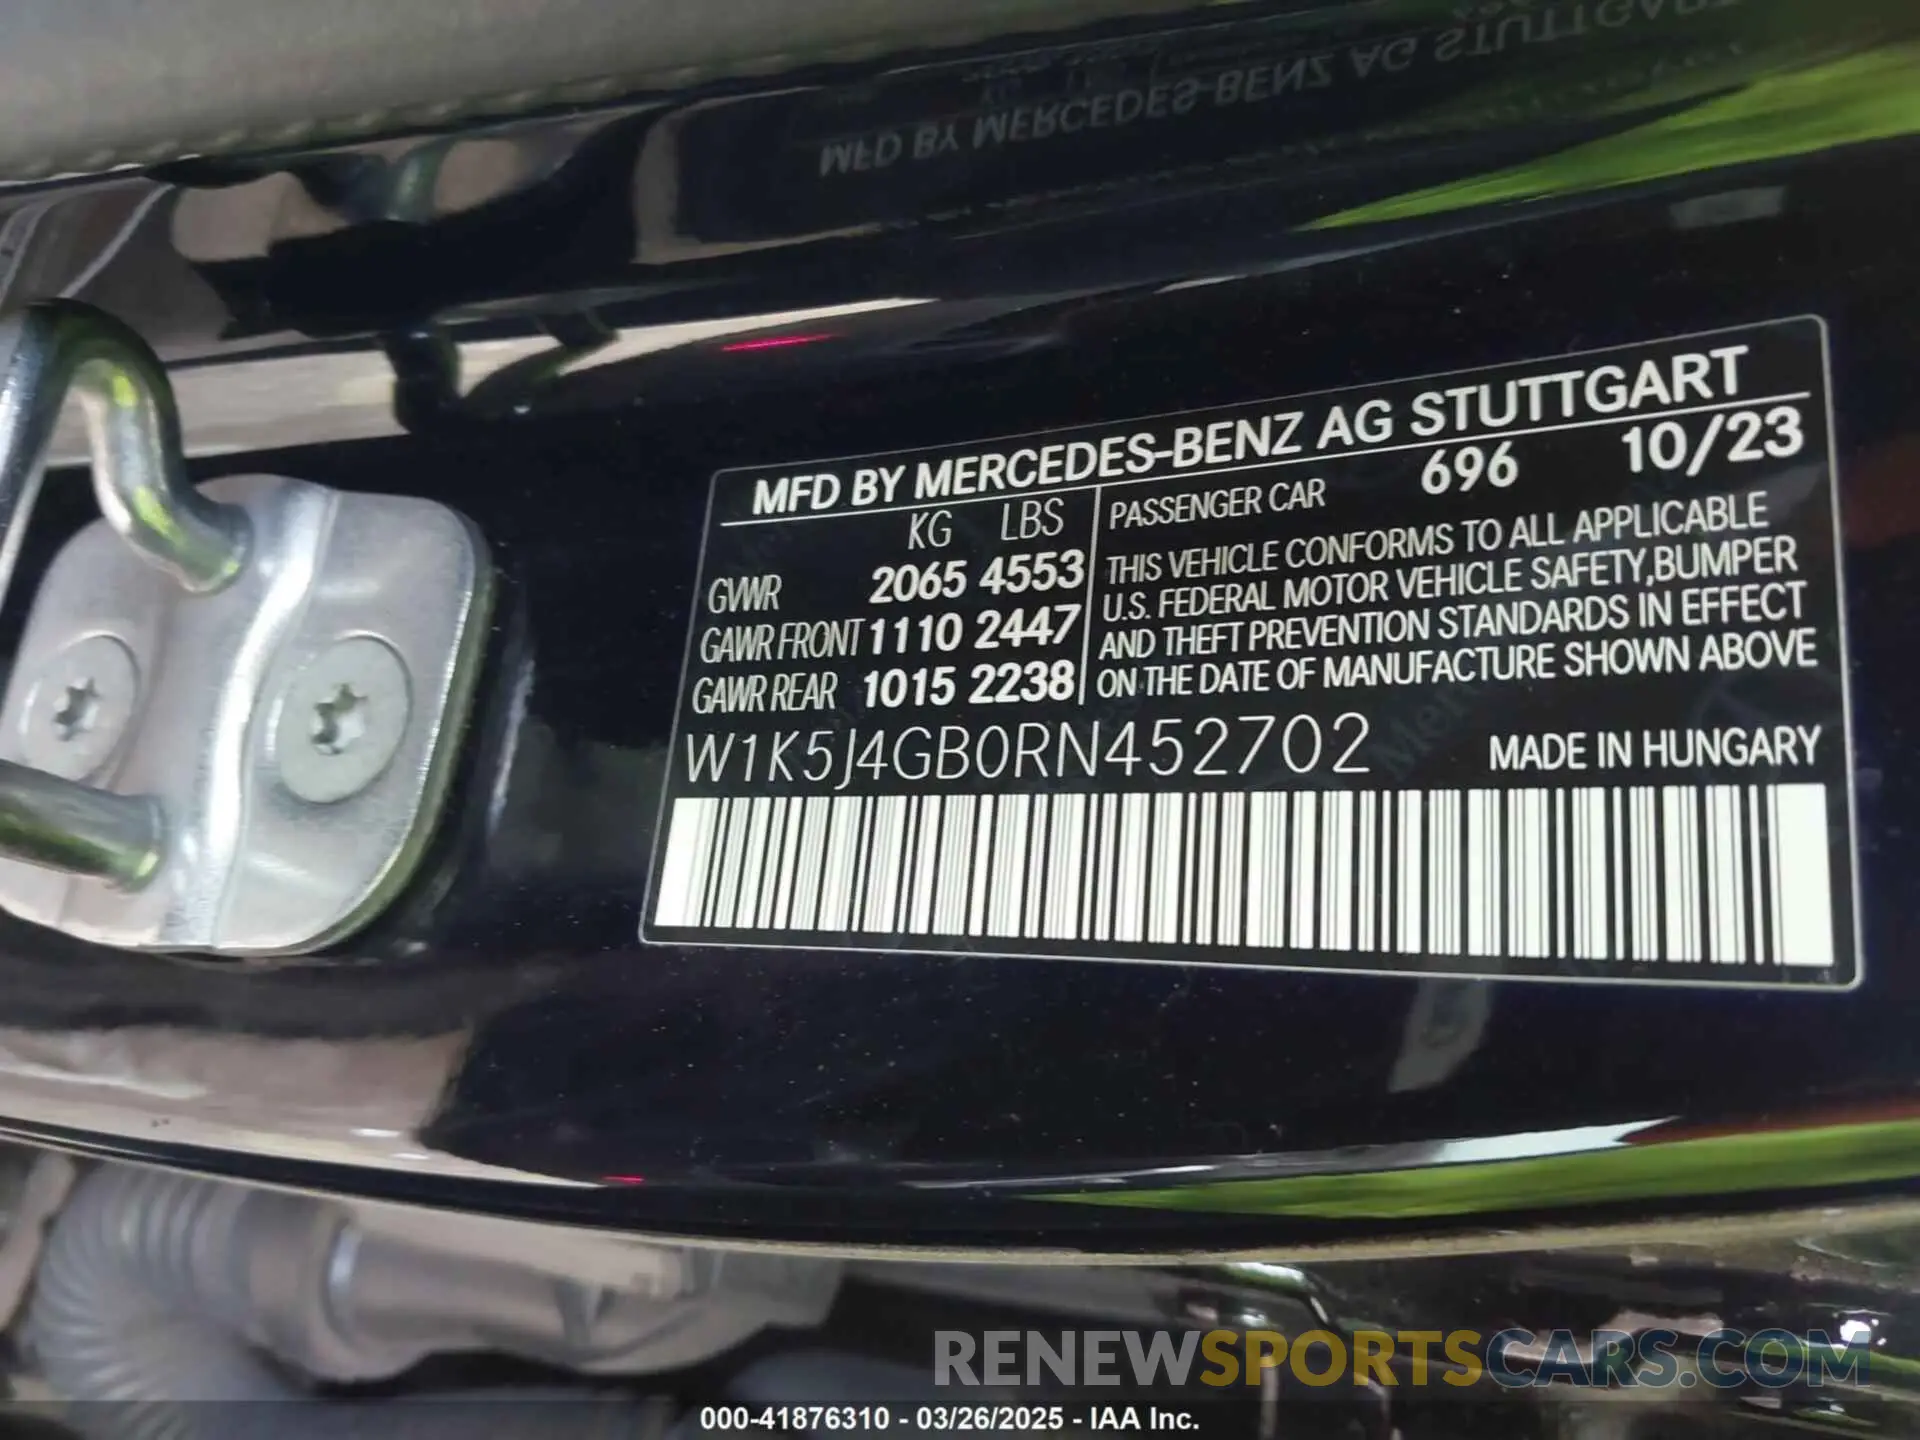 MFD BY MERCEDES-BENZ AG STUTTGART
MFD BY MERCEDES-BENZ AG STUTTGART
KG LBS PASSENGER CAR 696 10/23
GVWR 2065 4553
GAWR FRONT 1110 2447
GAWR REAR 1015 2238
THIS VEHICLE CONFORMS TO ALL APPLICABLE
U.S. FEDERAL MOTOR VEHICLE SAFETY, BUMPER
AND THEFT PREVENTION STANDARDS IN EFFECT
ON THE DATE OF MANUFACTURE SHOWN ABOVE
W1K5J4GB0RN452702 MADE IN HUNGARY
RENEWSPORTSCARS.COM
000-41876310 - 03/26/2025 - IAA Inc.